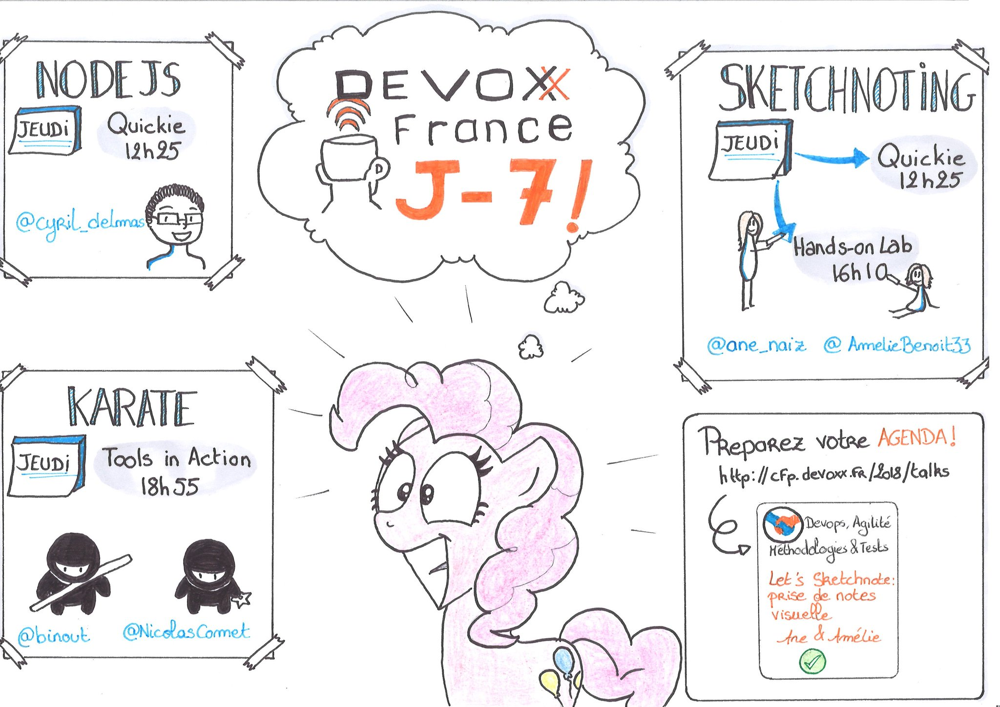 NODEJS
JEUDi
Quickie
12h25
@cyril_delmas
DEVOXX
France
D
J-7!
SKETCHNOTiNG
JEUDi
Quickie
12h25
Hands-on Lab
16h10
@ane_naiz @AmelieBenoit33
KARATE
JEUDi
Tools in Action
18h55
@binout @NicolasComet
Preparez votre AGENDA!
http://cfp.devoxx.FR/2018/talks
Devops, Agilité
Méthodologies & Tests
Let's Sketchnote:
prise de notes
visuelle
Ane & Amélie